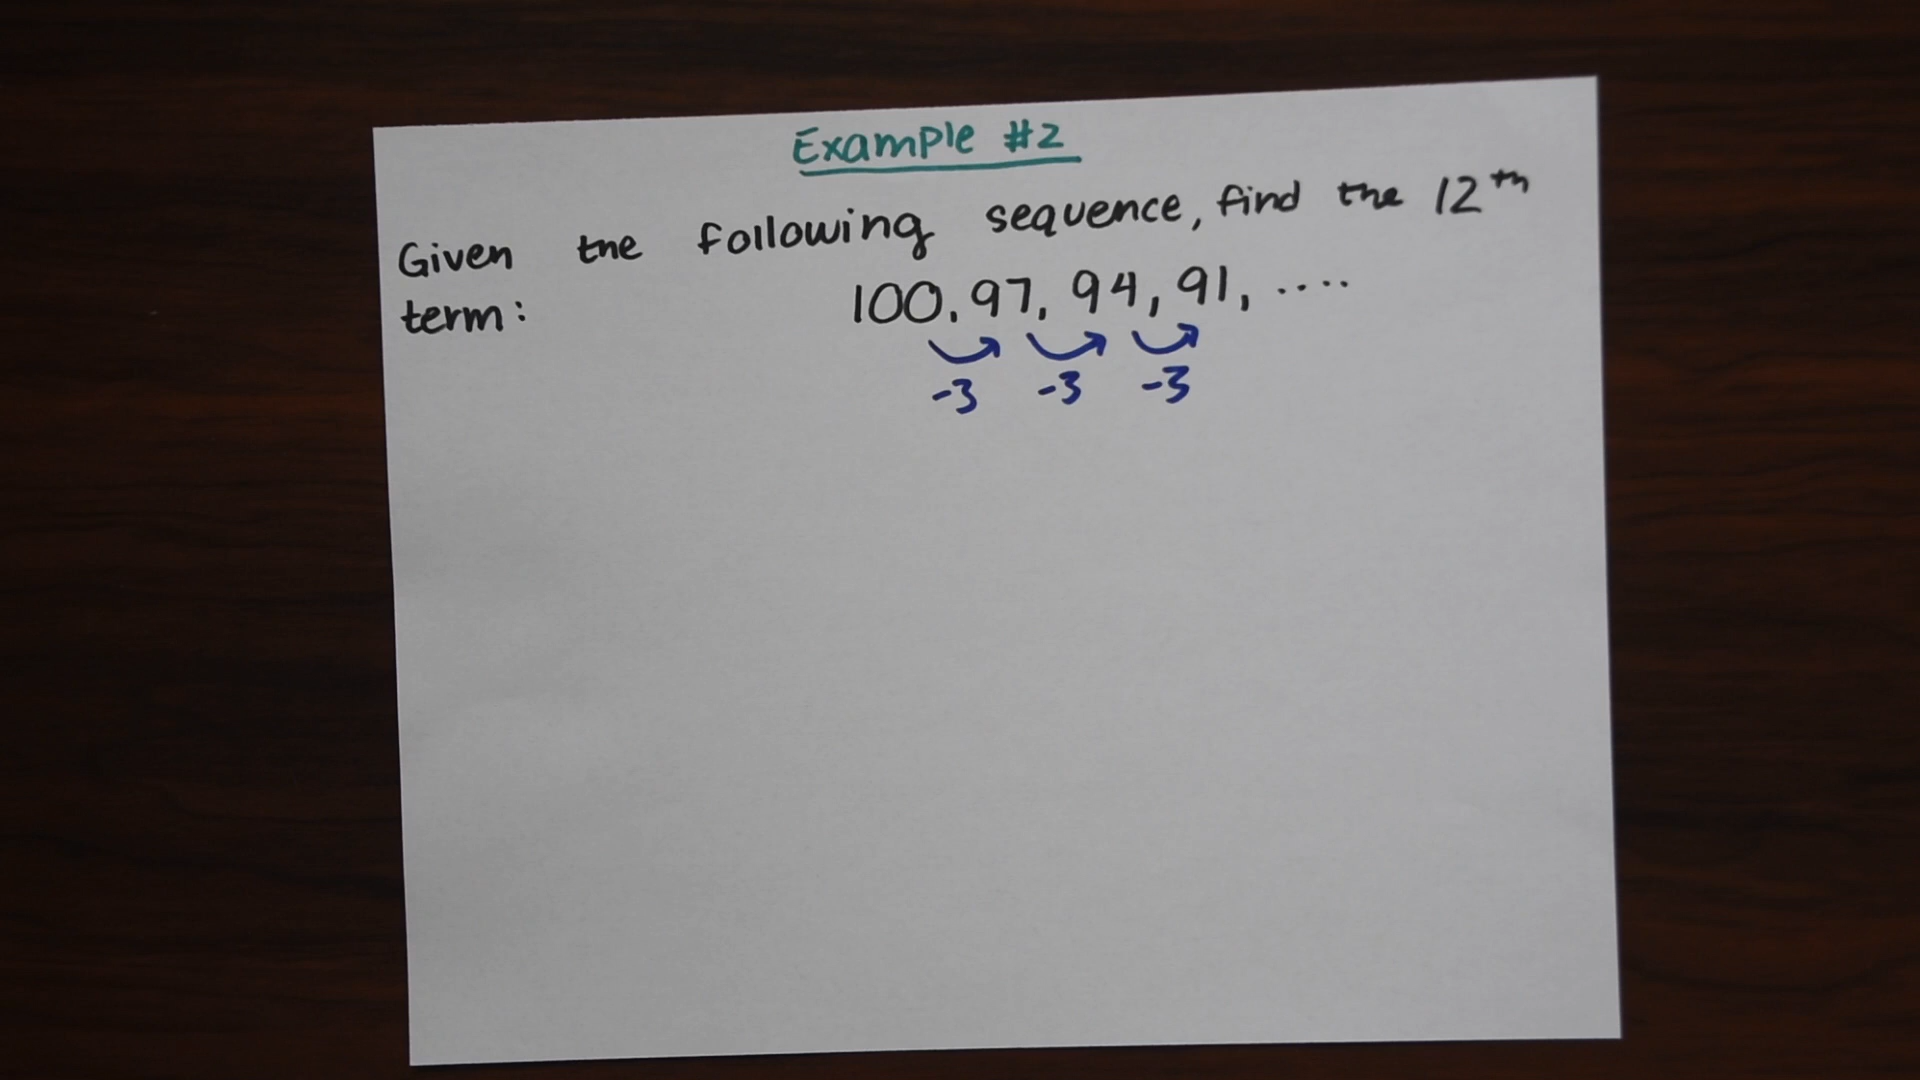 Example #2
Given the following sequence, find the 12th
term: 100, 97, 94, 91, ....
-3 -3 -3